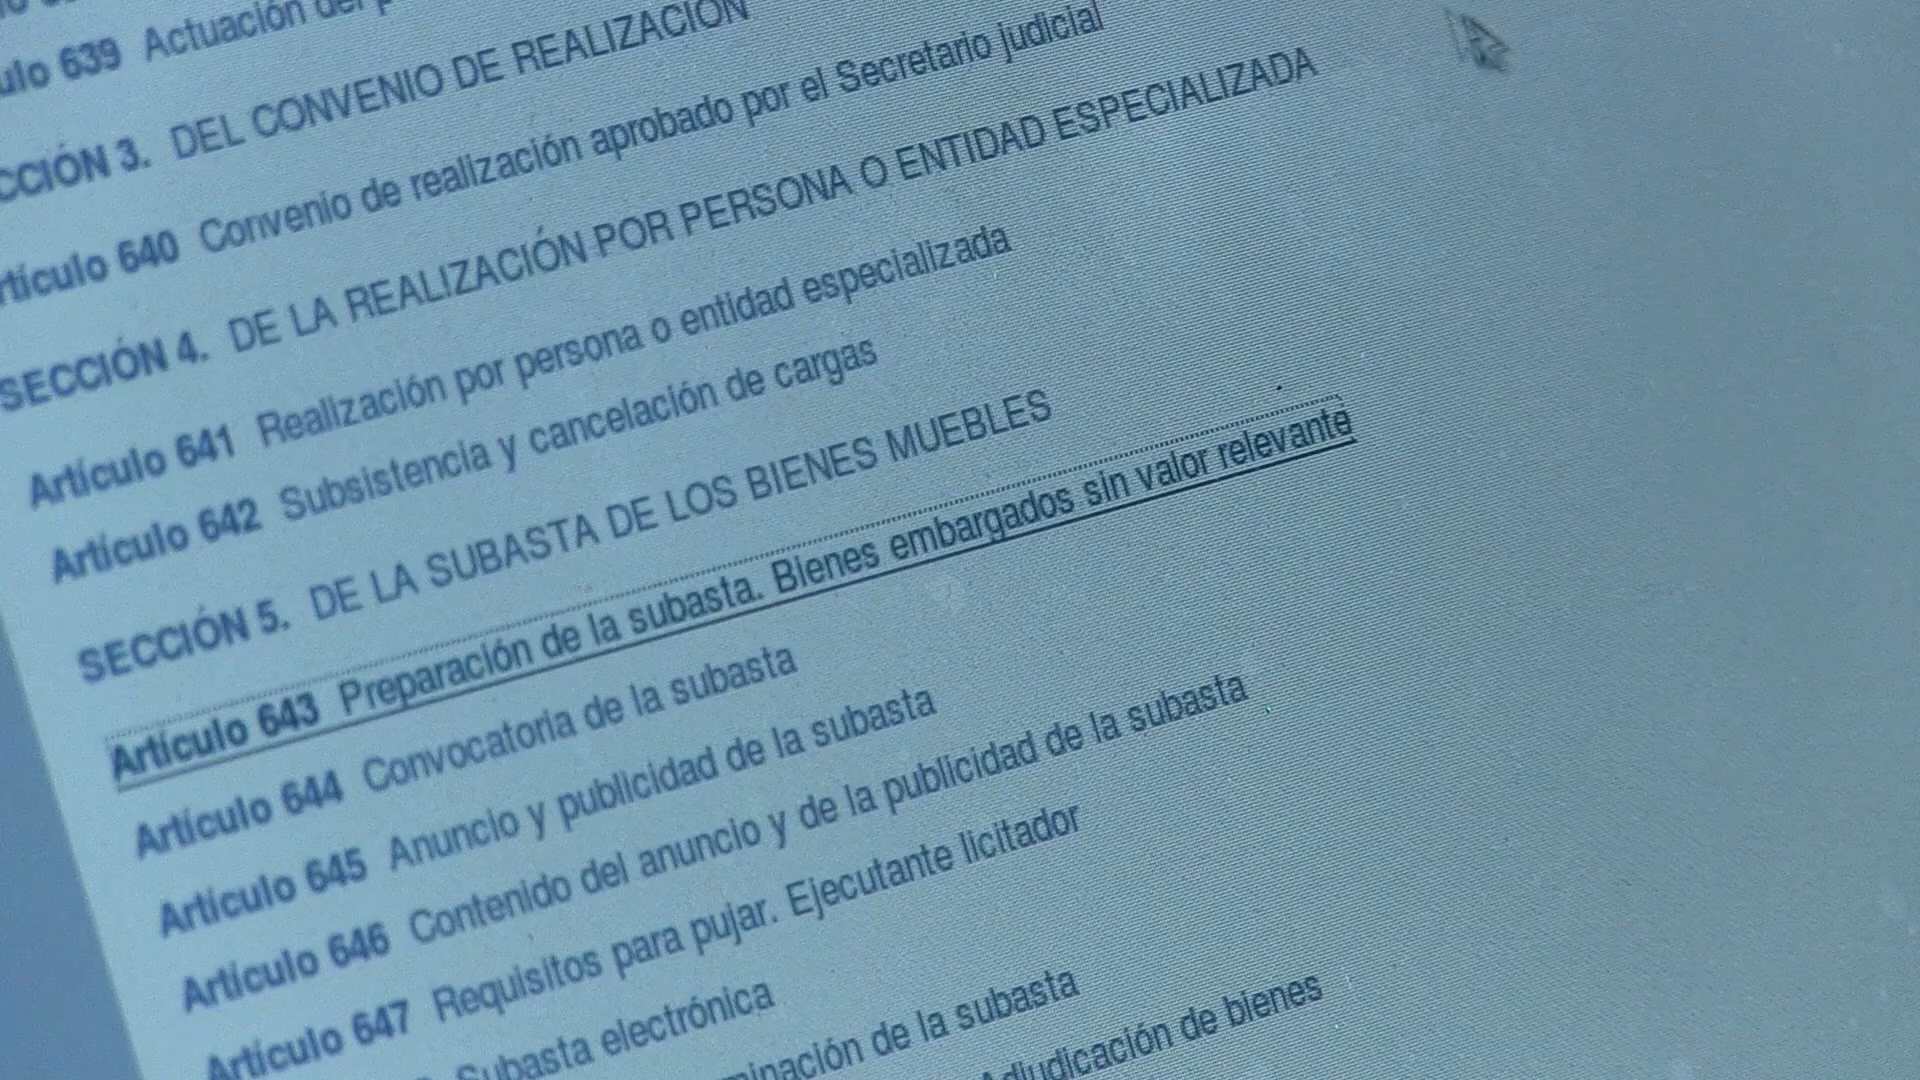 ulo 639 Actuación del
CCIÓN 3. DEL CONVENIO DE REALIZACIÓN
rtículo 640 Convenio de realización aprobado por el Secretario judicial
SECCIÓN 4. DE LA REALIZACIÓN POR PERSONA O ENTIDAD ESPECIALIZADA
Artículo 641 Realización por persona o entidad especializada
Artículo 642 Subsistencia y cancelación de cargas
SECCIÓN 5. DE LA SUBASTA DE LOS BIENES MUEBLES
Artículo 643 Preparación de la subasta. Bienes embargados sin valor relevante
Artículo 644 Convocatoria de la subasta
Artículo 645 Anuncio y publicidad de la subasta
Artículo 646 Contenido del anuncio y de la publicidad de la subasta
Artículo 647 Requisitos para pujar. Ejecutante licitador
Subasta electrónica
minación de la subasta
Adjudicación de bienes